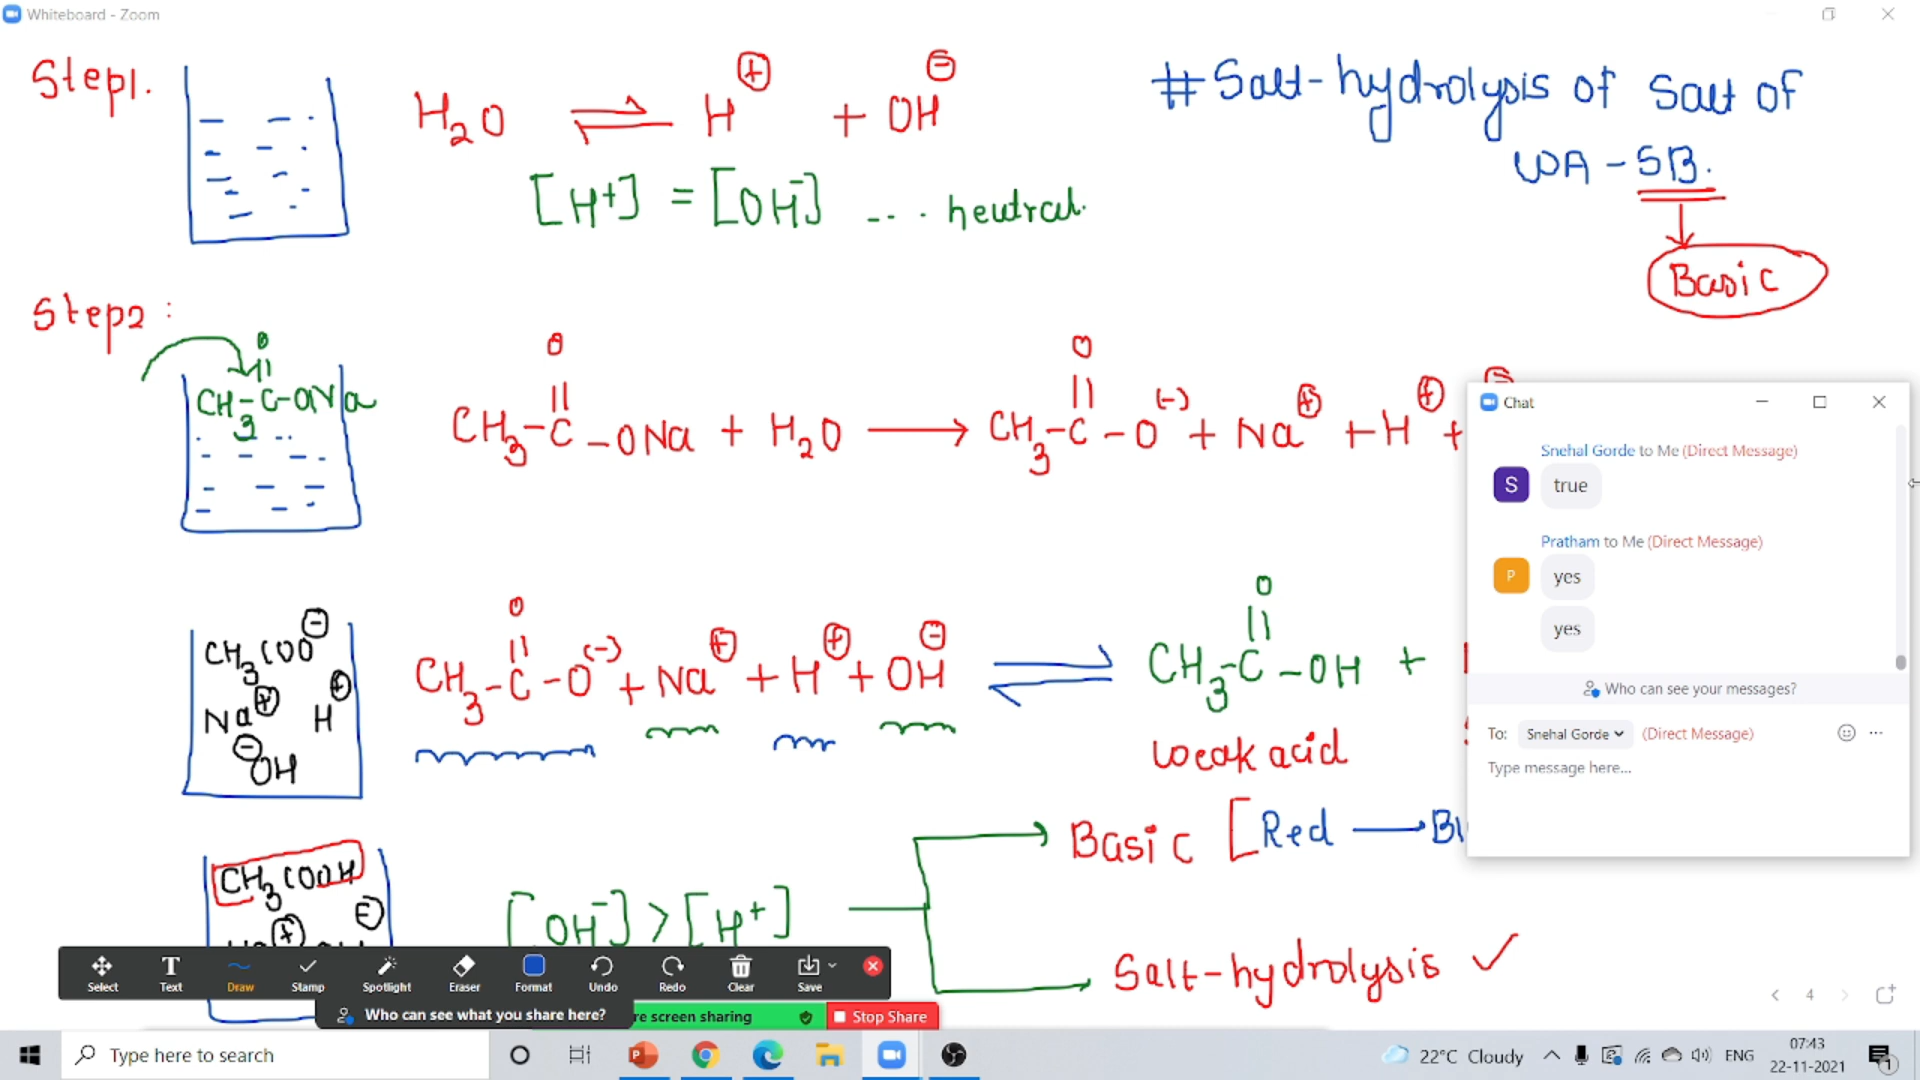 Whiteboard - Zoom
Step1.
H2O ⇌ H⊕ + OH⊖
[H+] = [OH-] .... neutral.
#Salt-hydrolysis of Salt of
WA-SB.
Basic
Step2:
O
CH3-C-ONa
O
CH3-C-ONa + H2O → CH3-C-O(-) + Na⊕ + H⊕ +
O
CH3COO⊖
Na⊕ H⊕
⊖OH
O
CH3-C-O(-) + Na⊕ + H⊕ + OH⊖ ⇌ CH3-C-OH +
O
weak acid
Basic [Red →
CH3COOH
[OH-] > [H+]
Salt-hydrolysis ✓
Chat
Snehal Gorde to Me (Direct Message)
S
true
Pratham to Me (Direct Message)
P
yes
yes
Who can see your messages?
To: Snehal Gorde (Direct Message)
Type message here...
Select Text Draw Stamp Spotlight Eraser Format Undo Redo Clear Save
Who can see what you share here?
screen sharing
Stop Share
4
Type here to search
22°C Cloudy
ENG
07:43
22-11-2021
1